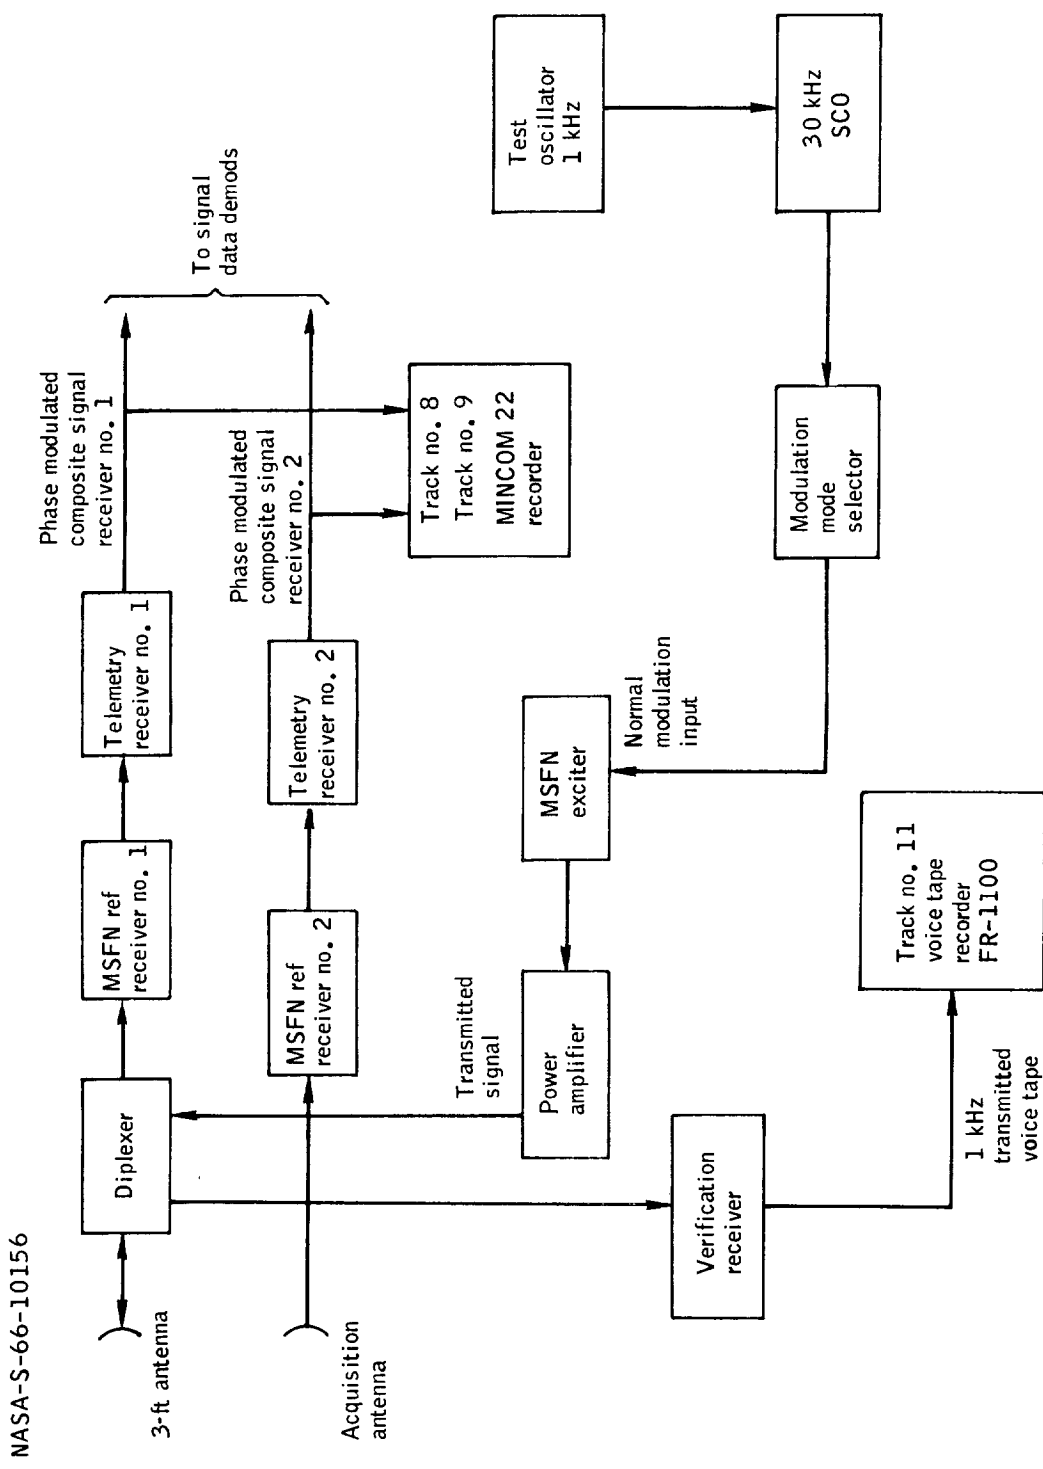 NASA-S-66-10156
3-ft antenna
Diplexer
MSFN ref
receiver no. 1
Telemetry
receiver no. 1
Phase modulated
composite signal
receiver no. 1
To signal
data demods
Acquisition
antenna
MSFN ref
receiver no. 2
Telemetry
receiver no. 2
Phase modulated
composite signal
receiver no. 2
Track no. 8
Track no. 9
MINCOM 22
recorder
Transmitted
signal
Power
amplifier
MSFN
exciter
Normal
modulation
input
Test
oscillator
1 kHz
Verification
receiver
Modulation
mode
selector
30 kHz
SCO
1 kHz
transmitted
voice tape
Track no. 11
voice tape
recorder
FR-1100